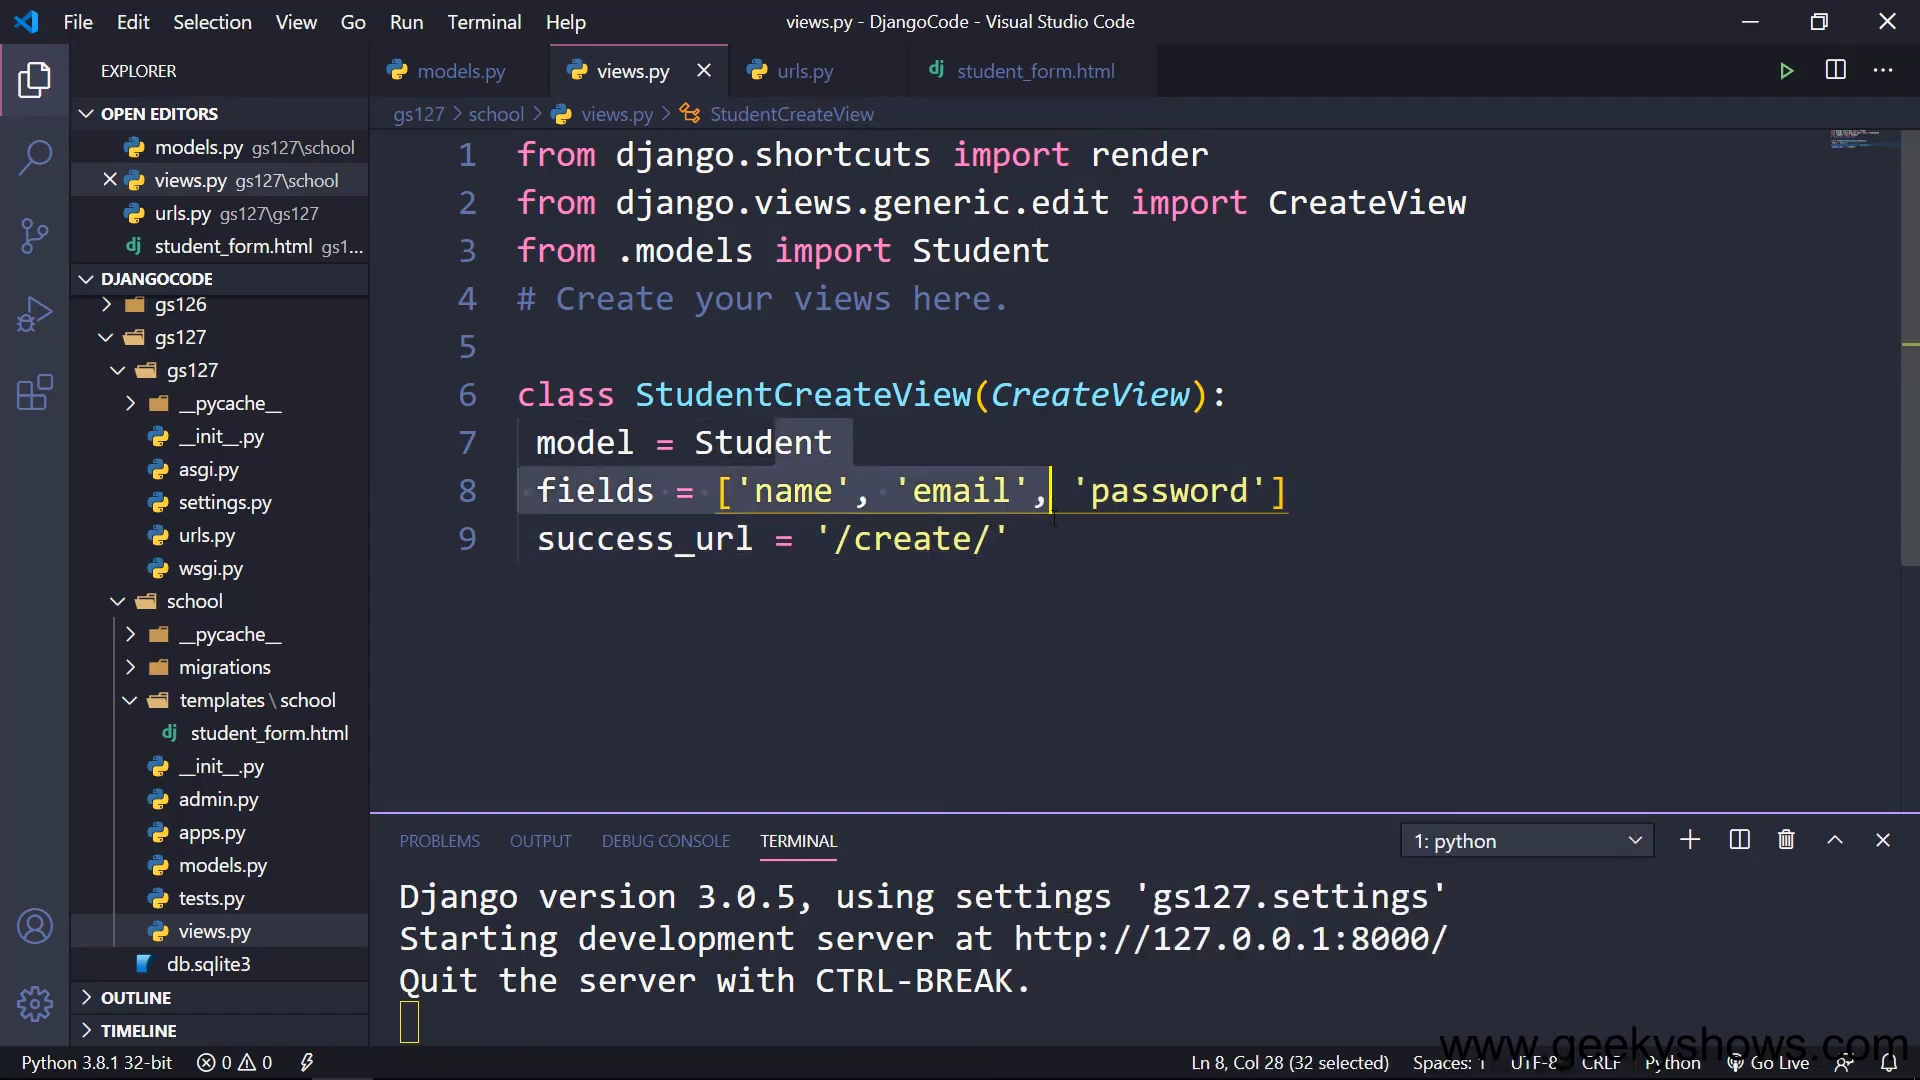 File Edit Selection View Go Run Terminal Help
views.py - DjangoCode - Visual Studio Code
EXPLORER
OPEN EDITORS
models.py gs127\school
views.py gs127\school
urls.py gs127\gs127
student_form.html gs1...
DJANGOCODE
gs126
gs127
gs127
__pycache__
__init__.py
asgi.py
settings.py
urls.py
wsgi.py
school
__pycache__
migrations
templates\school
student_form.html
__init__.py
admin.py
apps.py
models.py
tests.py
views.py
db.sqlite3
OUTLINE
TIMELINE
models.py views.py urls.py student_form.html
gs127 > school > views.py > StudentCreateView
1 from django.shortcuts import render
2 from django.views.generic.edit import CreateView
3 from .models import Student
4 # Create your views here.
5
6 class StudentCreateView(CreateView):
7 model = Student
8 fields = ['name', 'email', 'password']
9 success_url = '/create/'
PROBLEMS OUTPUT DEBUG CONSOLE TERMINAL
1: python
Django version 3.0.5, using settings 'gs127.settings'
Starting development server at http://127.0.0.1:8000/
Quit the server with CTRL-BREAK.
www.geekyshows.com
Python 3.8.1 32-bit 0 0
Ln 8, Col 28 (32 selected) Spaces: 1 UTF-8 CRLF Python Go Live